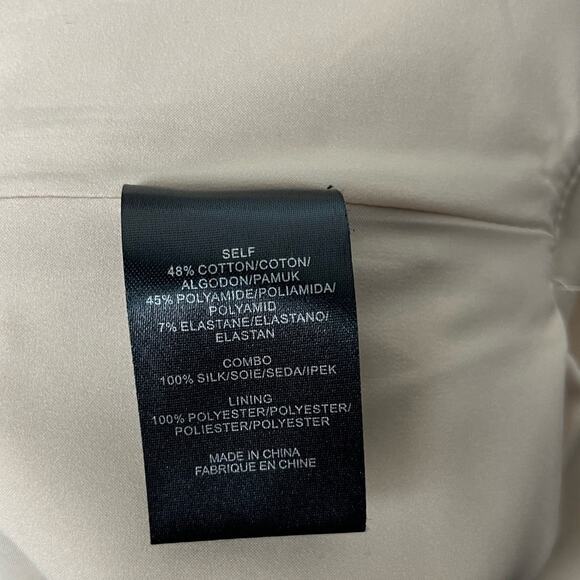 SELF
48% COTTON/COTON/
ALGODON/PAMUK
45% POLYAMIDE/POLIAMIDA/
POLYAMID
7% ELASTANE/ELASTANO/
ELASTAN
COMBO
100% SILK/SOIE/SEDA/IPEK
LINING
100% POLYESTER/POLYESTER/
POLIESTER/POLYESTER
MADE IN CHINA
FABRIQUE EN CHINE